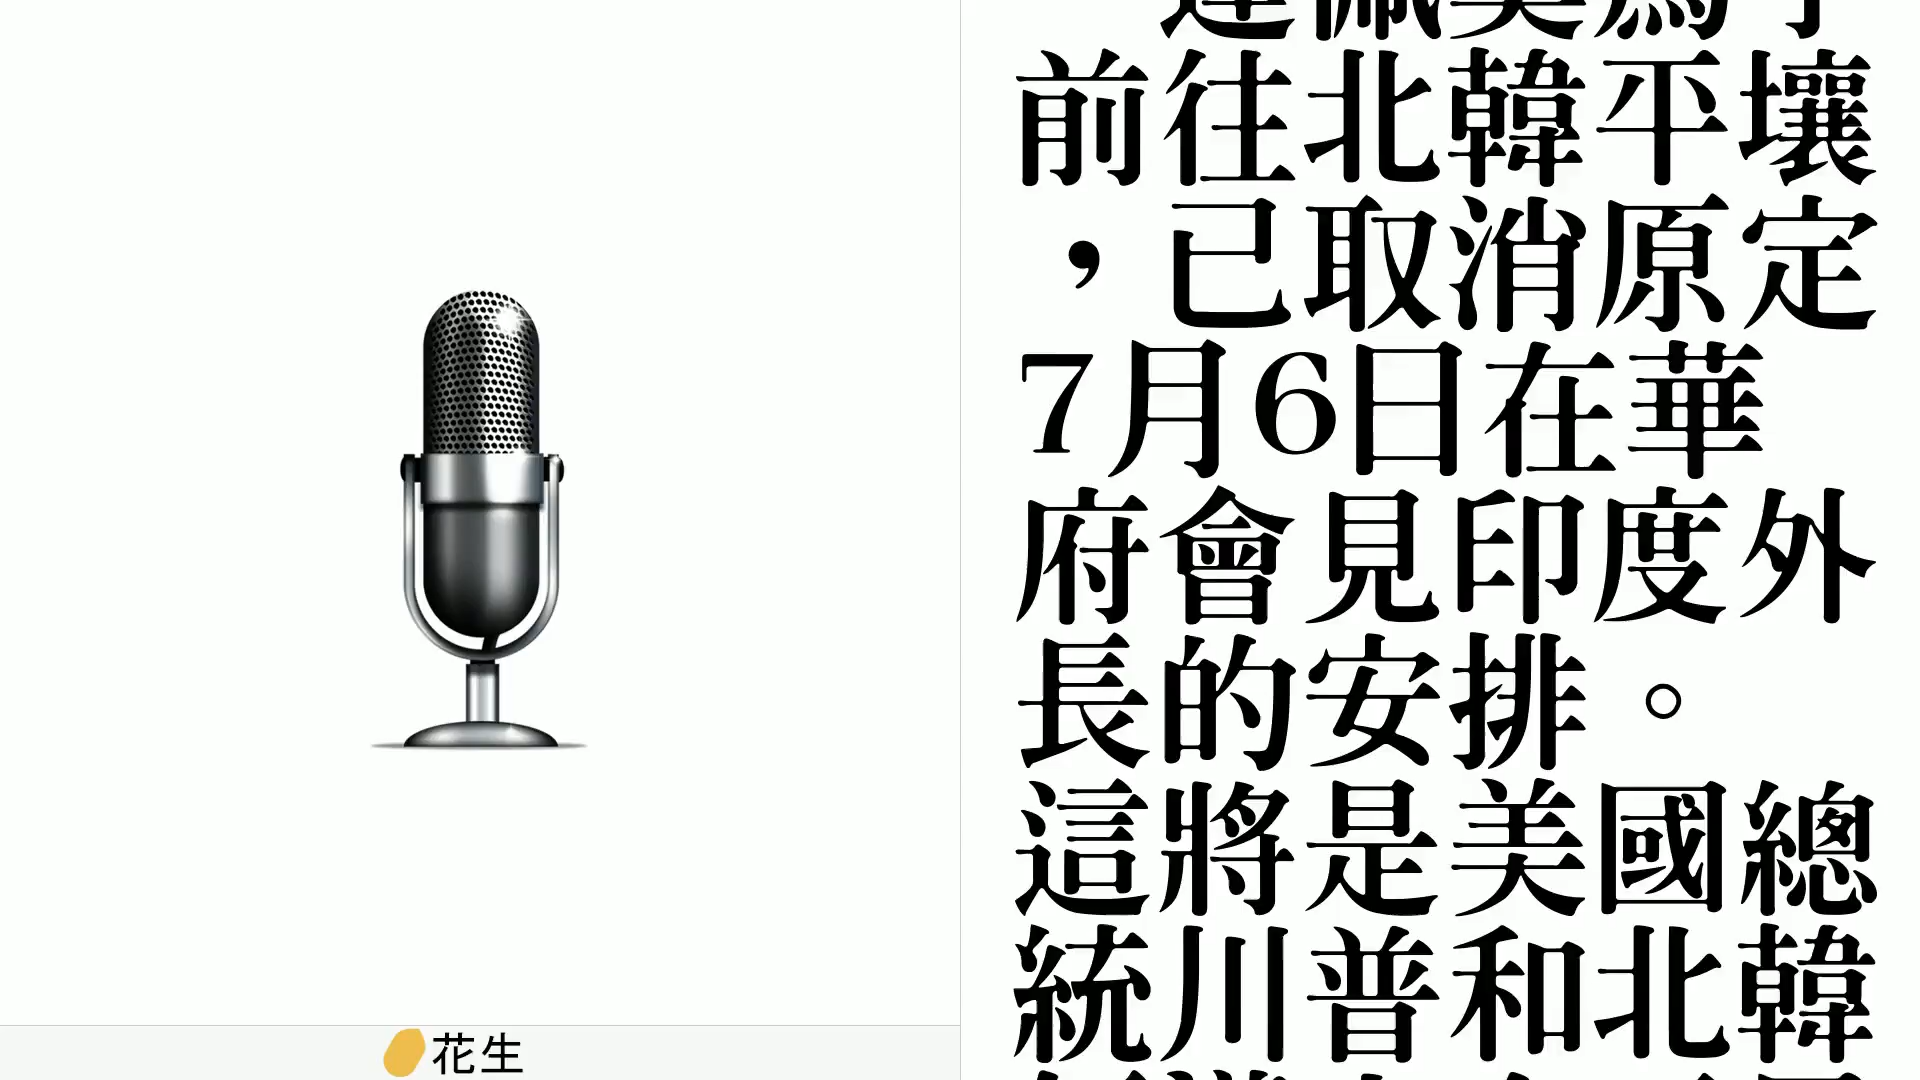 前往北韓平壤
，已取消原定
7月6日在華
府會見印度外
長的安排。
這將是美國總
統川普和北韓
花生